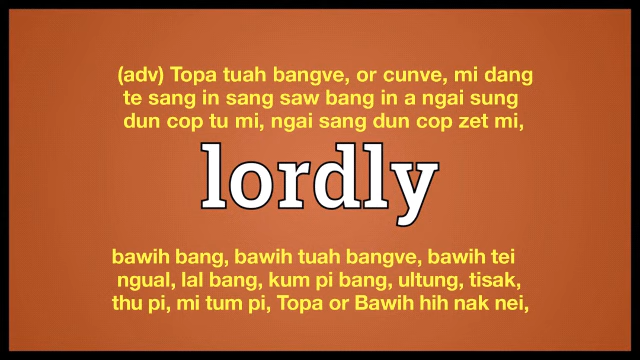 (adv) Topa tuah bangve, or cunve, mi dang
te sang in sang saw bang in a ngai sung
dun cop tu mi, ngai sang dun cop zet mi,
lordly
bawih bang, bawih tuah bangve, bawih tei
ngual, lal bang, kum pi bang, ultung, tisak,
thu pi, mi tum pi, Topa or Bawih hih nak nei,